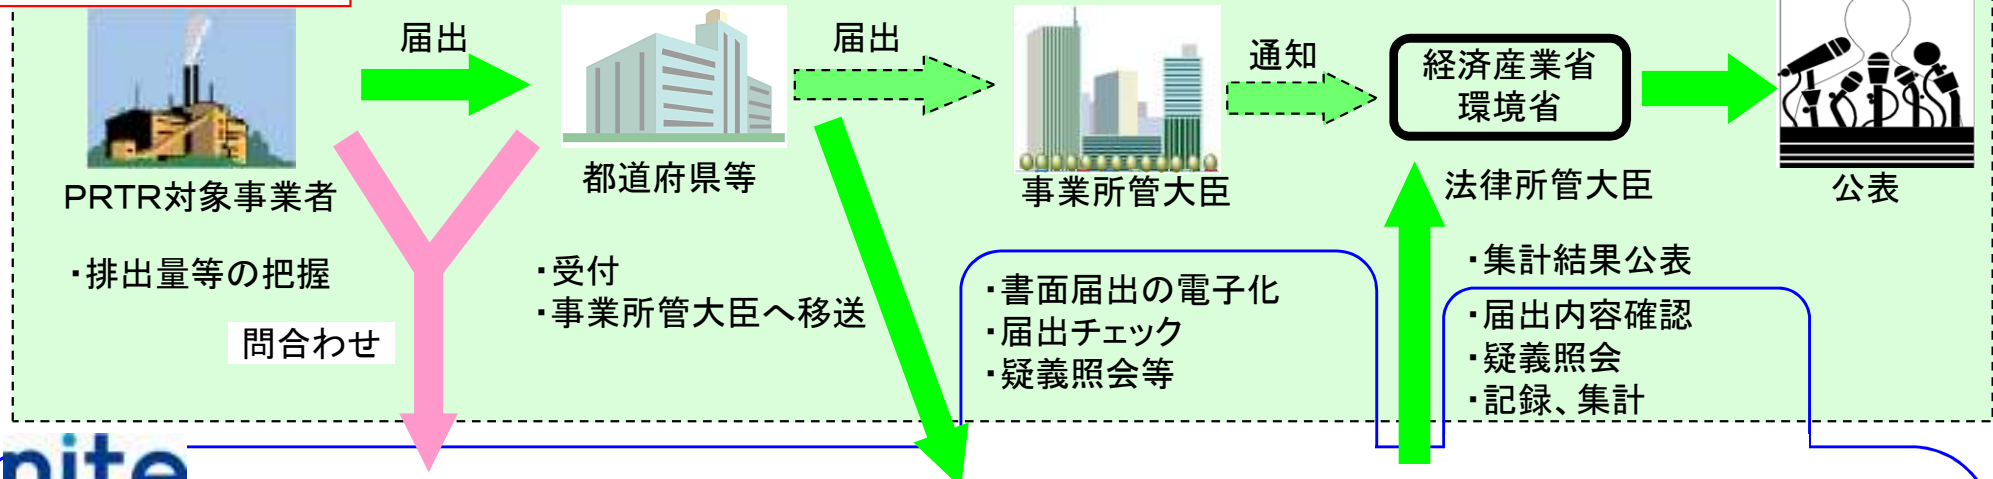 届出
届出
通知
経済産業省
環境省
PRTR対象事業者
都道府県等
事業所管大臣
法律所管大臣
公表
・排出量等の把握
・受付
・事業所管大臣へ移送
・書面届出の電子化
・届出チェック
・疑義照会等
・集計結果公表
・届出内容確認
・疑義照会
・記録、集計
問合わせ
nite